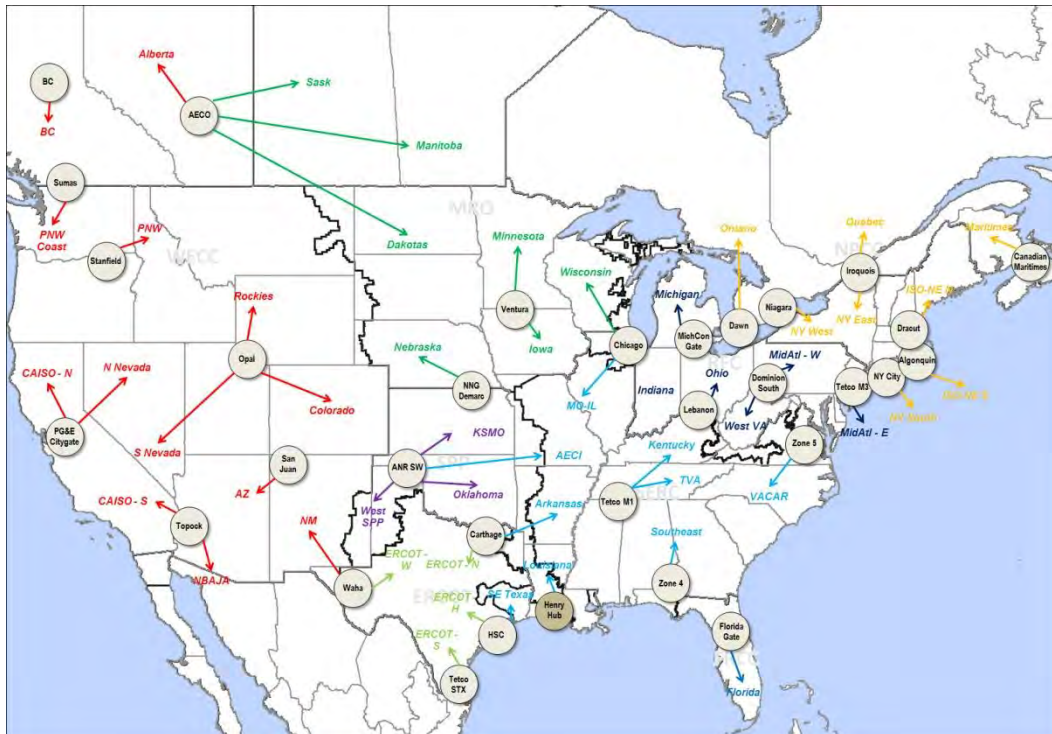 BC
Alberta
Sask
AECO
BC
Manitoba
Sumas
PNW
Coast
PNW
Stanfield
WECC
MRO
Dakotas
Minnesota
Ontario
Quebec
NPCC
Maritimes
Canadian
Maritimes
Iroquois
Wisconsin
Rockies
Ventura
Michigan
Niagara
NY East
Dawn
NY West
Dracut
Chicago
MichCon
Gate
Iowa
Opal
Nebraska
NNG
Demarc
CAISO - N
N Nevada
Colorado
MO-IL
Indiana
Ohio
Lebanon
MidAtl - W
Dominion
South
West VA
Tetco M3
NY City
Algonquin
NY-South
MidAtl - E
PG&E
Citygate
S Nevada
San
Juan
AZ
KSMO
ANR SW
SPP
AECI
Oklahoma
West
SPP
Kentucky
TVA
Tetco M1
Zone 5
VACAR
CAISO - S
Topock
NBAJA
NM
Waha
ERCOT -
W
ERCOT - N
Carthage
Arkansas
Louisiana
Southeast
Zone 4
ERCOT
H
SE Texas
HSC
Henry
Hub
ERCOT -
S
Tetco
STX
Florida
Gate
Florida